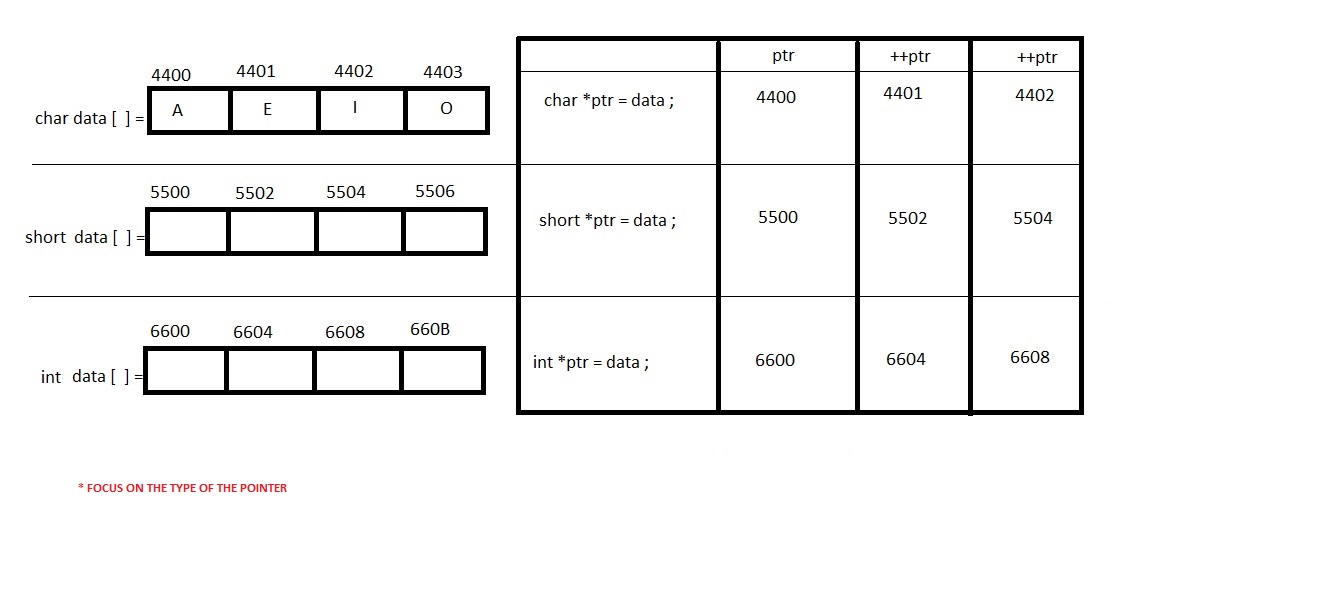 4400 4401 4402 4403
char data [ ] = A E I O
5500 5502 5504 5506
short data [ ] =
6600 6604 6608 660B
int data [ ] =
ptr ++ptr ++ptr
char *ptr = data ; 4400 4401 4402
short *ptr = data ; 5500 5502 5504
int *ptr = data ; 6600 6604 6608
* FOCUS ON THE TYPE OF THE POINTER